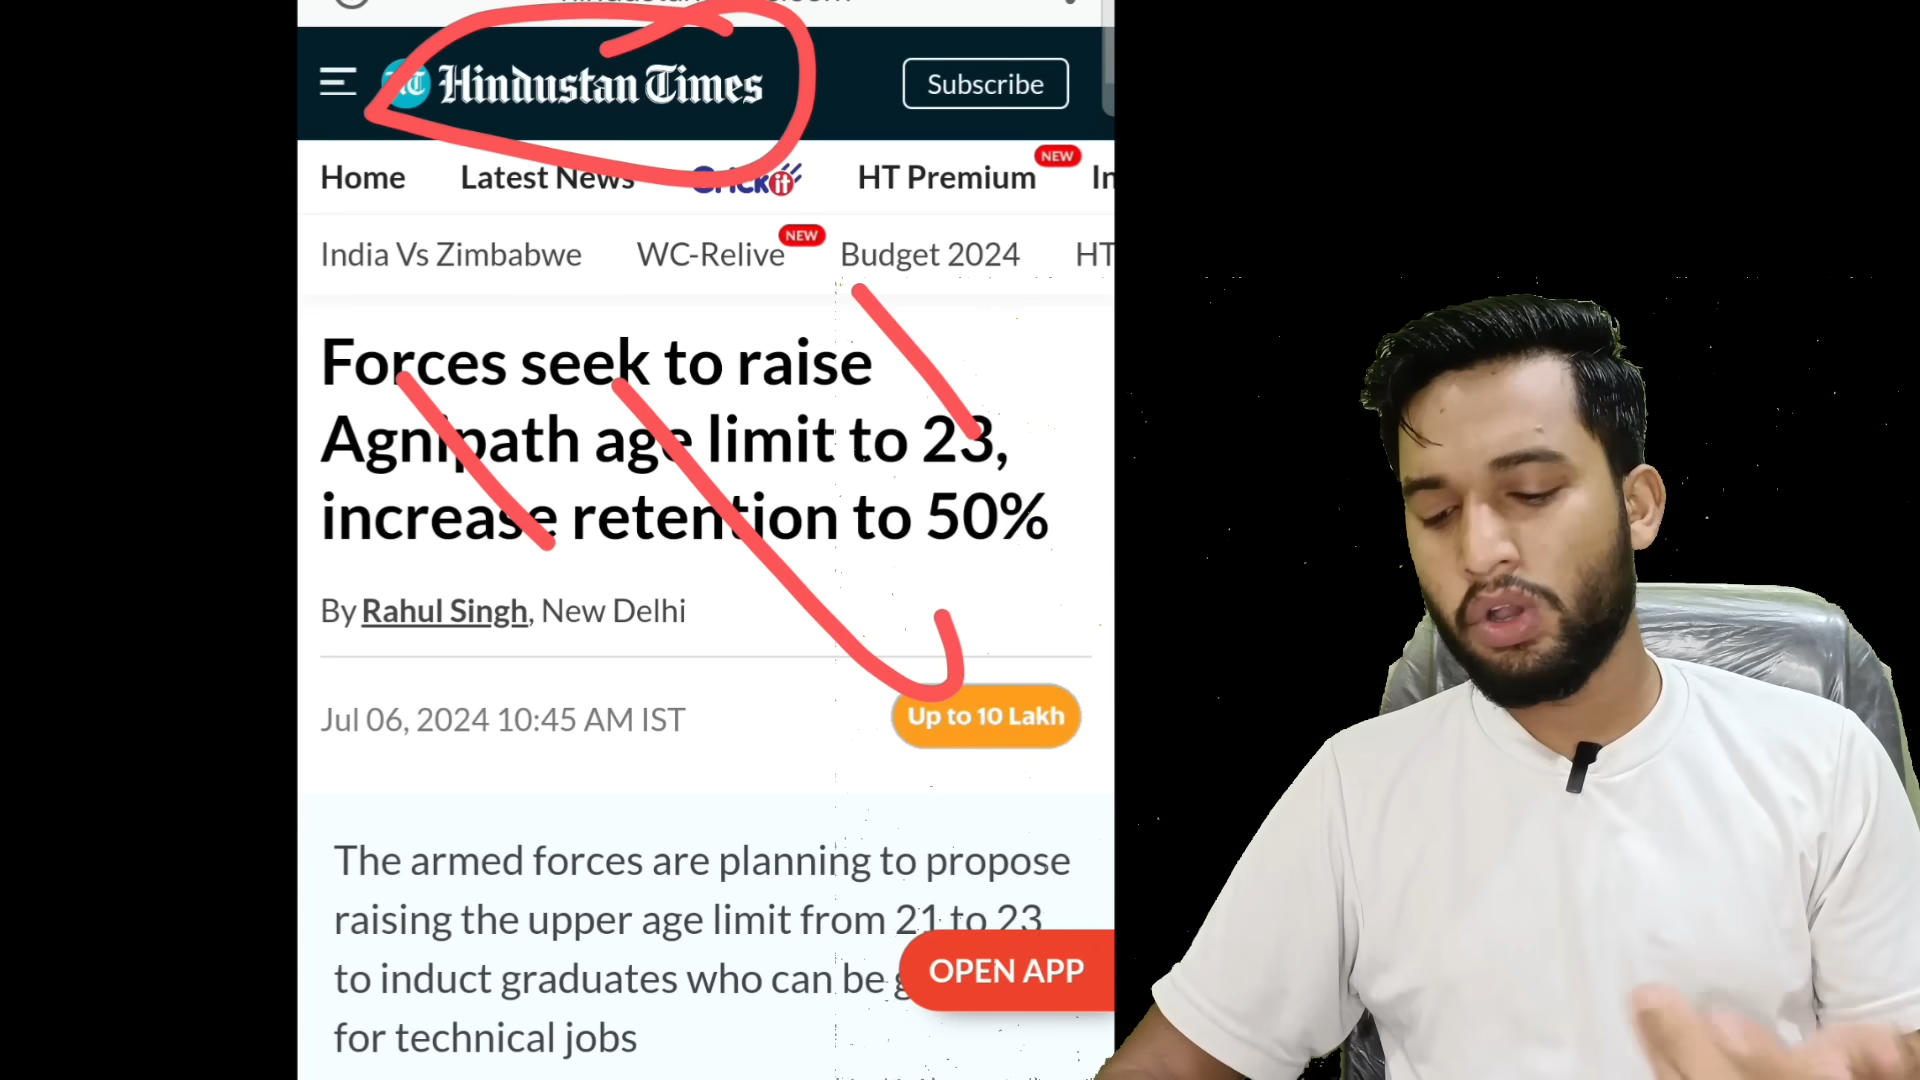 Hindustan Times
Subscribe
Home Latest News Crickit HT Premium NEW
India Vs Zimbabwe WC-Relive NEW Budget 2024 HT
Forces seek to raise
Agnipath age limit to 23,
increase retention to 50%
By Rahul Singh, New Delhi
Jul 06, 2024 10:45 AM IST
Up to 10 Lakh
The armed forces are planning to propose
raising the upper age limit from 21 to 23
to induct graduates who can be
OPEN APP
for technical jobs